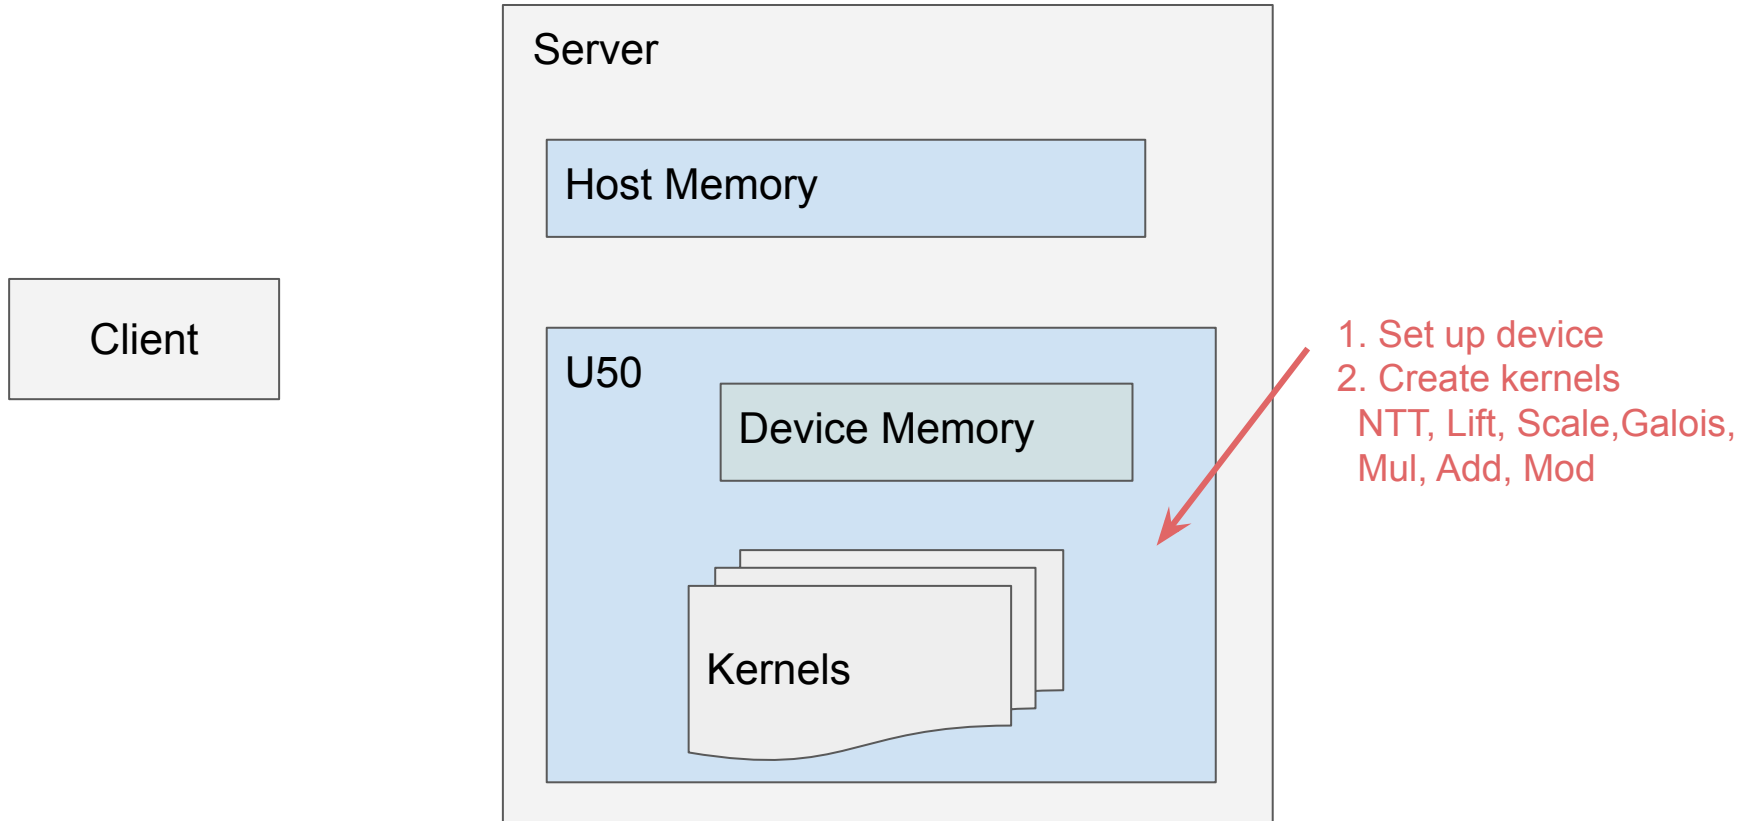 Server
Host Memory
Client
U50
Device Memory
Kernels
1. Set up device
2. Create kernels
NTT, Lift, Scale,Galois,
Mul, Add, Mod